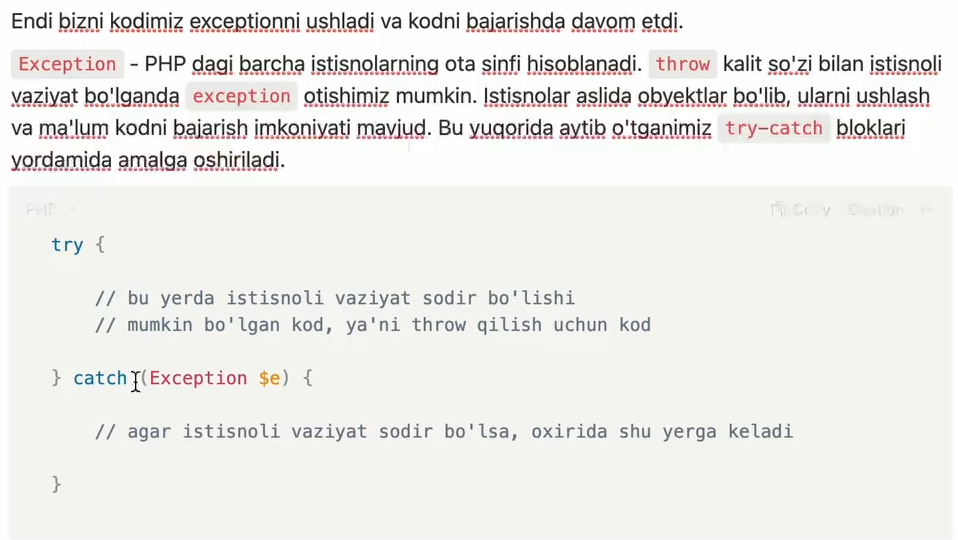 Endi bizni kodimiz exceptionni ushladi va kodni bajarishda davom etdi.
Exception - PHP dagi barcha istisnolarning ota sinfi hisoblanadi. throw kalit so'zi bilan istisnoli
vaziyat bo'lganda exception otishimiz mumkin. Istisnolar aslida obyektlar bo'lib, ularni ushlash
va ma'lum kodni bajarish imkoniyati mavjud. Bu yuqorida aytib o'tganimiz try-catch bloklari
yordamida amalga oshiriladi.
PHP Copy Caption
try {
// bu yerda istisnoli vaziyat sodir bo'lishi
// mumkin bo'lgan kod, ya'ni throw qilish uchun kod
} catch (Exception $e) {
// agar istisnoli vaziyat sodir bo'lsa, oxirida shu yerga keladi
}